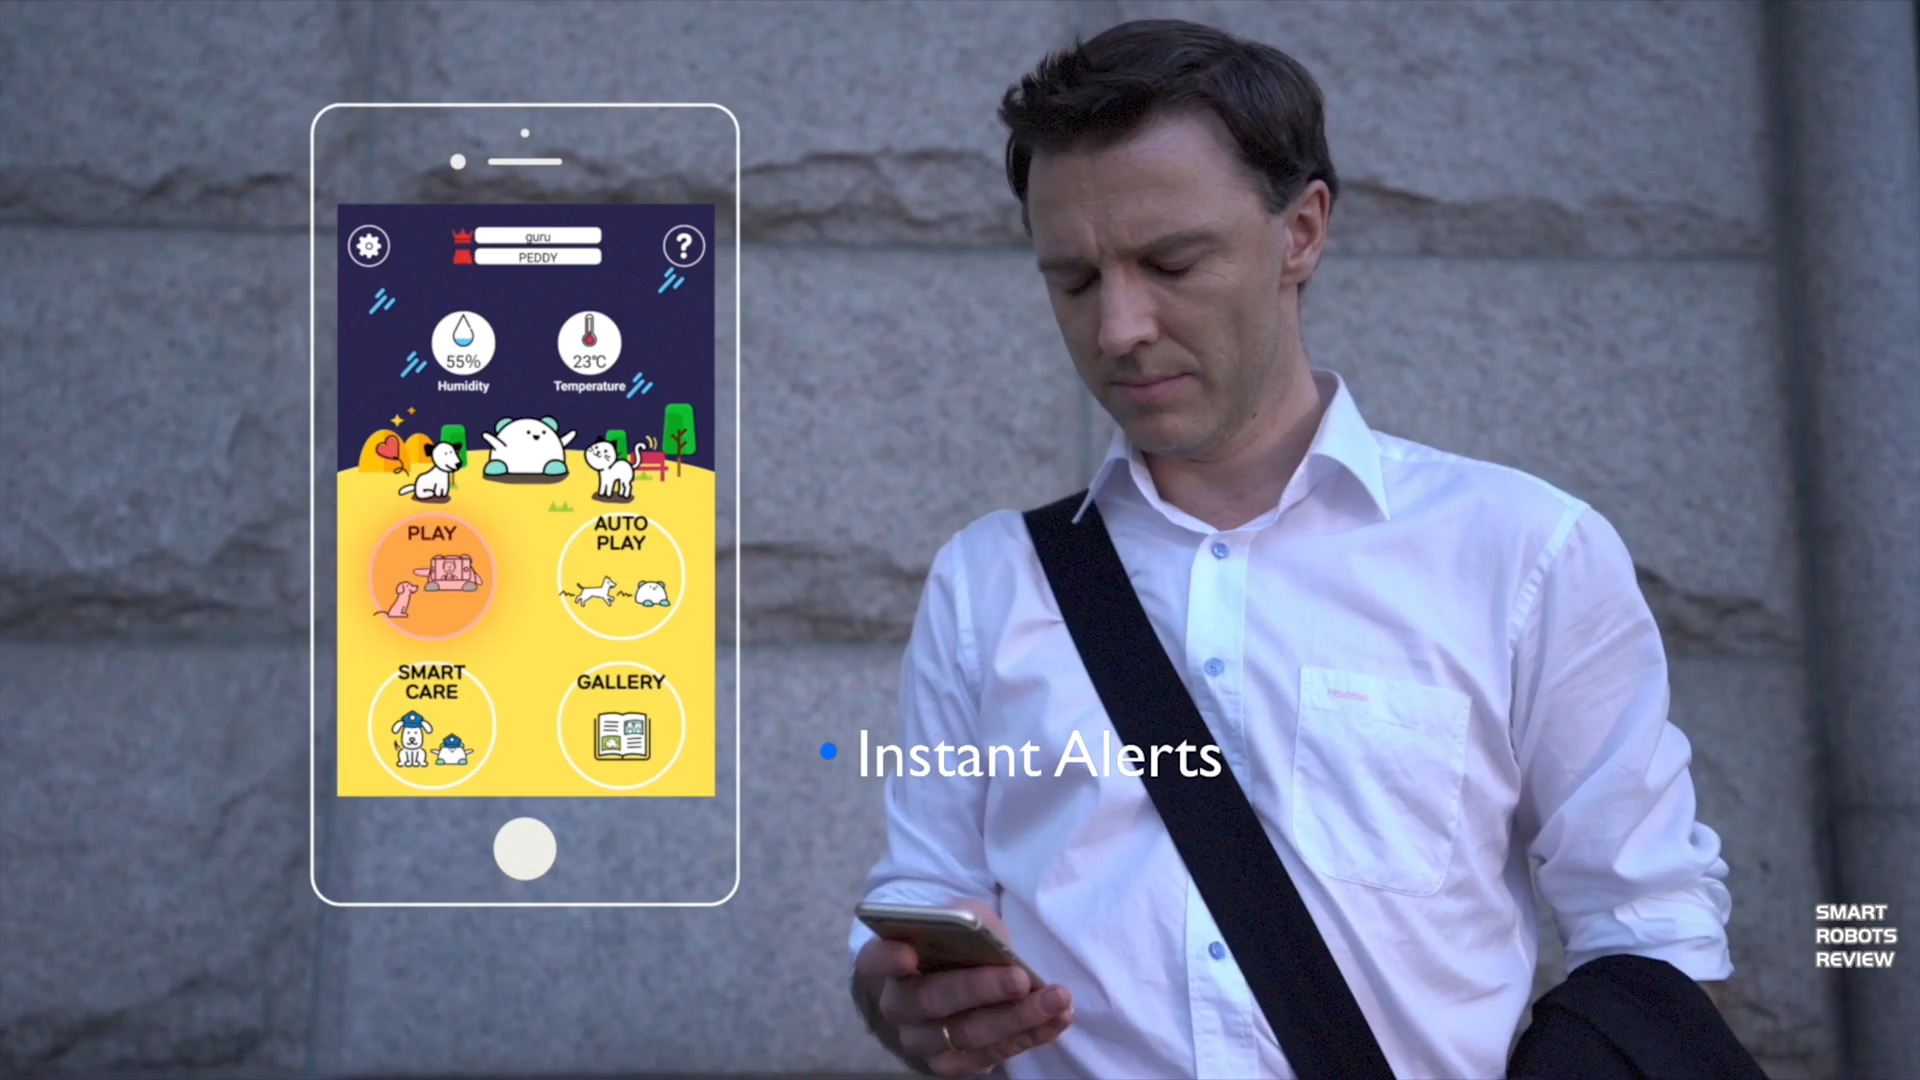 guru
PEDDY
55%
Humidity
23℃
Temperature
PLAY
AUTO
PLAY
SMART
CARE
GALLERY
Instant Alerts
SMART
ROBOTS
REVIEW